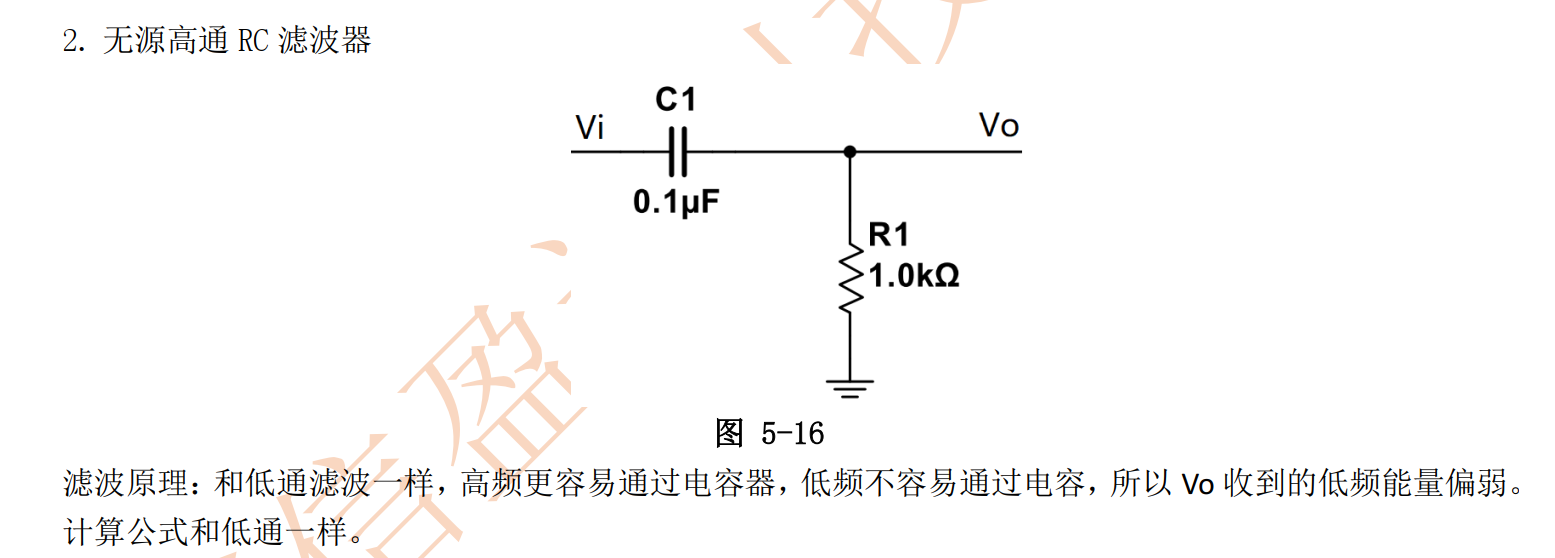 2. 无源高通 RC 滤波器
C1
Vi
Vo
0.1μF
R1
1.0kΩ
图 5-16
滤波原理：和低通滤波一样，高频更容易通过电容器，低频不容易通过电容，所以 Vo 收到的低频能量偏弱。
计算公式和低通一样。
信盈